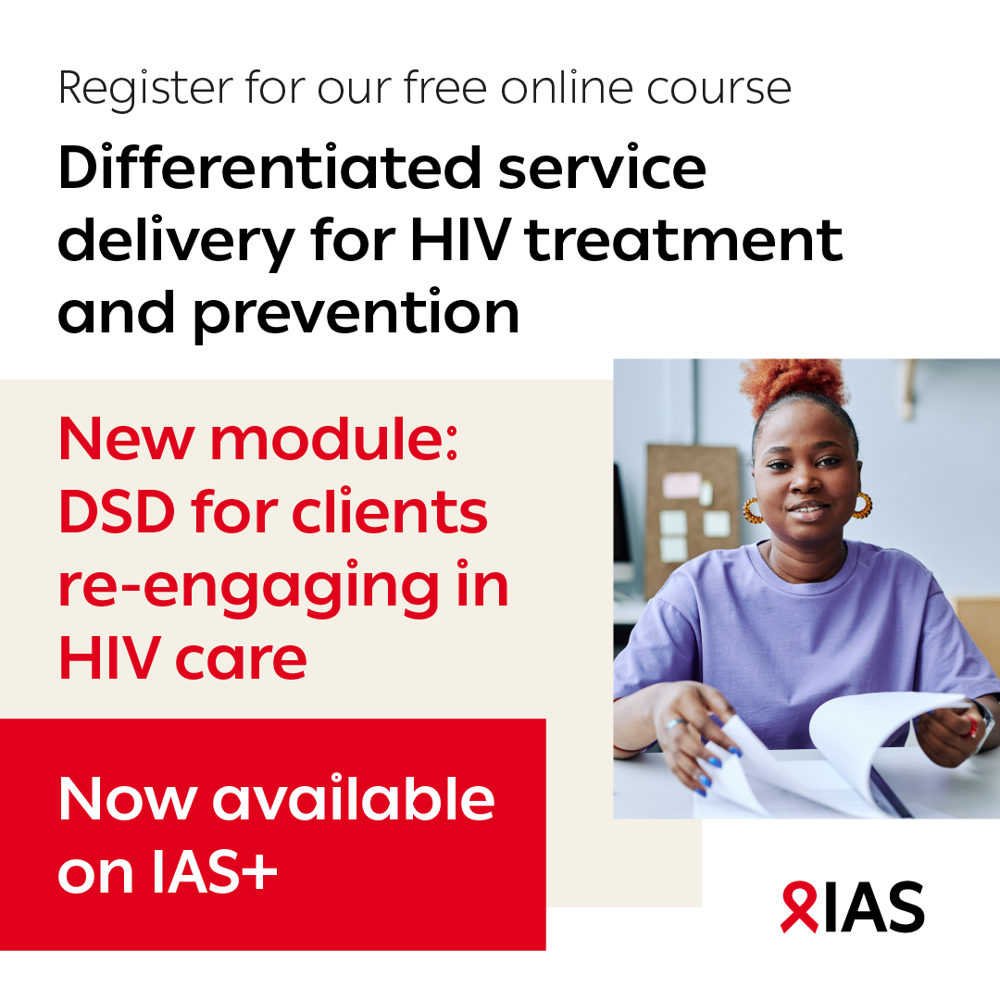 Register for our free online course
Differentiated service
delivery for HIV treatment
and prevention
New module:
DSD for clients
re-engaging in
HIV care
Now available
on IAS+
IAS